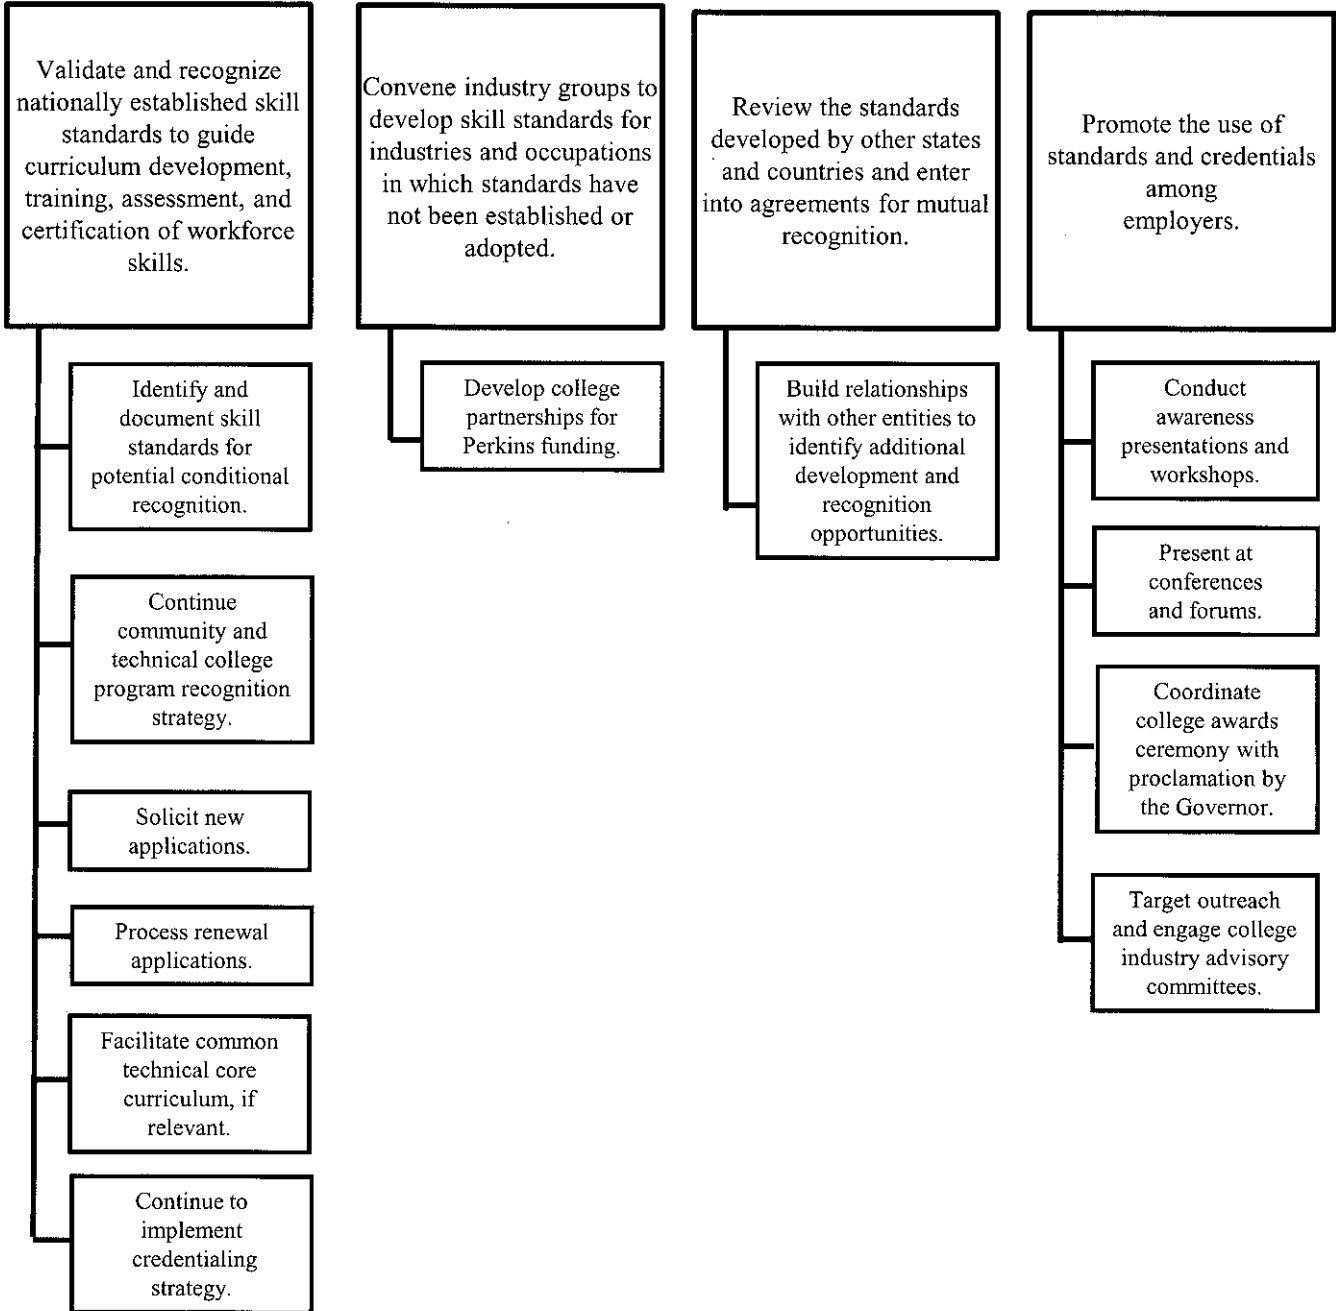 Validate and recognize
nationally established skill
standards to guide
curriculum development,
training, assessment, and
certification of workforce
skills.
Identify and
document skill
standards for
potential conditional
recognition.
Continue
community and
technical college
program recognition
strategy.
Solicit new
applications.
Process renewal
applications.
Facilitate common
technical core
curriculum, if
relevant.
Continue to
implement
credentialing
strategy.
Convene industry groups to
develop skill standards for
industries and occupations
in which standards have
not been established or
adopted.
Develop college
partnerships for
Perkins funding.
Review the standards
developed by other states
and countries and enter
into agreements for mutual
recognition.
Build relationships
with other entities to
identify additional
development and
recognition
opportunities.
Promote the use of
standards and credentials
among
employers.
Conduct
awareness
presentations and
workshops.
Present at
conferences
and forums.
Coordinate
college awards
ceremony with
proclamation by
the Governor.
Target outreach
and engage college
industry advisory
committees.